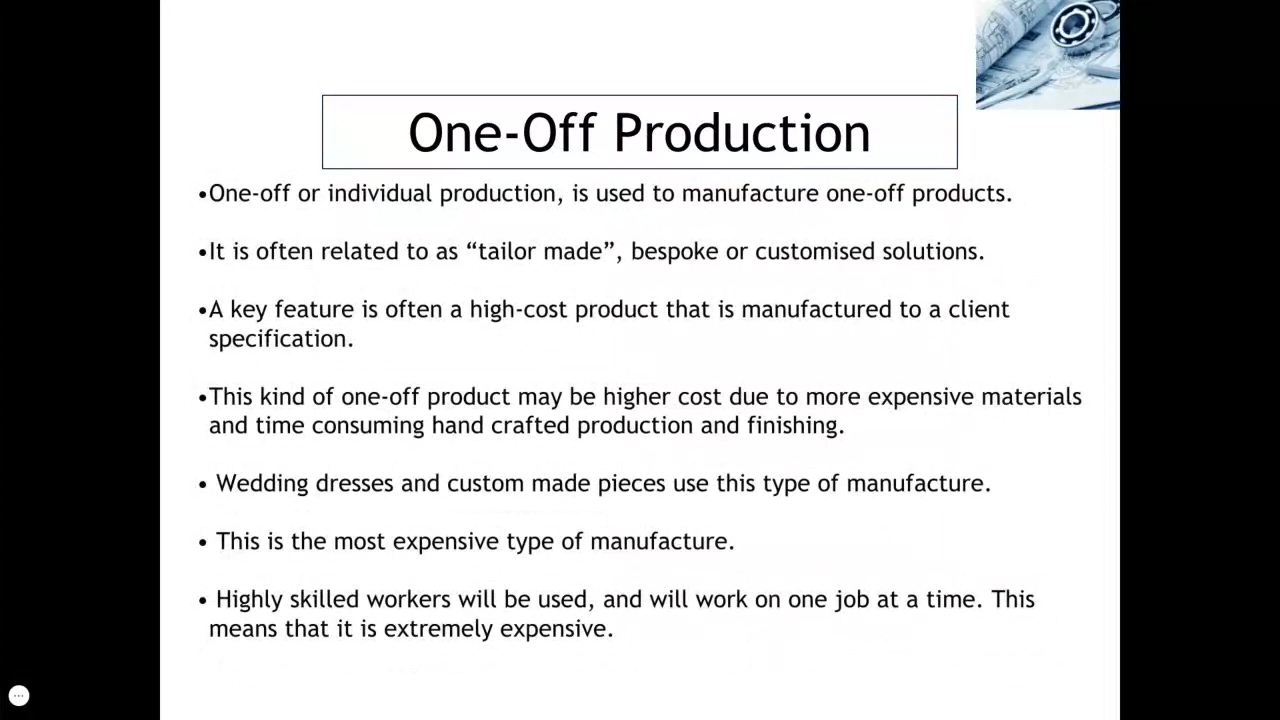 One-Off Production
•One-off or individual production, is used to manufacture one-off products.
•It is often related to as “tailor made”, bespoke or customised solutions.
•A key feature is often a high-cost product that is manufactured to a client
specification.
•This kind of one-off product may be higher cost due to more expensive materials
and time consuming hand crafted production and finishing.
• Wedding dresses and custom made pieces use this type of manufacture.
• This is the most expensive type of manufacture.
• Highly skilled workers will be used, and will work on one job at a time. This
means that it is extremely expensive.